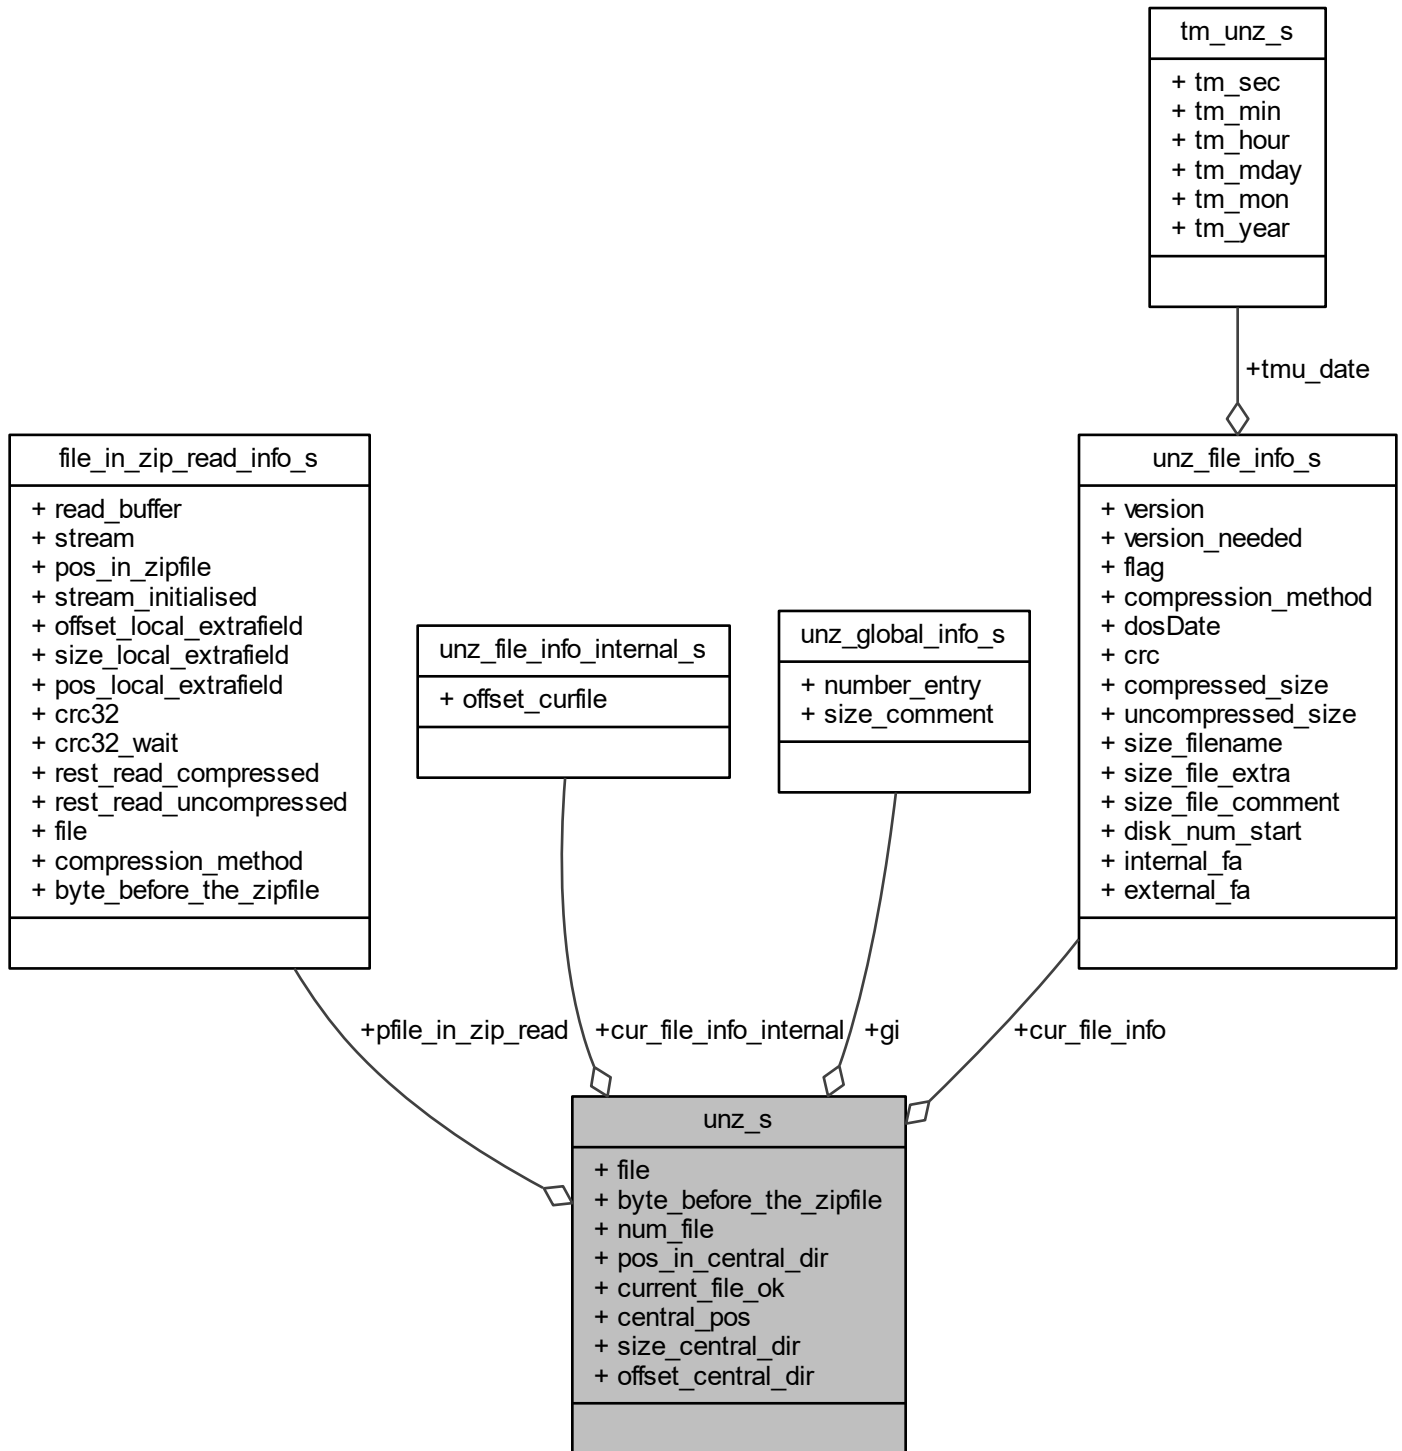 tm_unz_s
+ tm_sec
+ tm_min
+ tm_hour
+ tm_mday
+ tm_mon
+ tm_year
+tmu_date
file_in_zip_read_info_s
+ read_buffer
+ stream
+ pos_in_zipfile
+ stream_initialised
+ offset_local_extrafield
+ size_local_extrafield
+ pos_local_extrafield
+ crc32
+ crc32_wait
+ rest_read_compressed
+ rest_read_uncompressed
+ file
+ compression_method
+ byte_before_the_zipfile
unz_file_info_internal_s
+ offset_curfile
unz_global_info_s
+ number_entry
+ size_comment
unz_file_info_s
+ version
+ version_needed
+ flag
+ compression_method
+ dosDate
+ crc
+ compressed_size
+ uncompressed_size
+ size_filename
+ size_file_extra
+ size_file_comment
+ disk_num_start
+ internal_fa
+ external_fa
+pfile_in_zip_read
+cur_file_info_internal
+gi
+cur_file_info
unz_s
+ file
+ byte_before_the_zipfile
+ num_file
+ pos_in_central_dir
+ current_file_ok
+ central_pos
+ size_central_dir
+ offset_central_dir